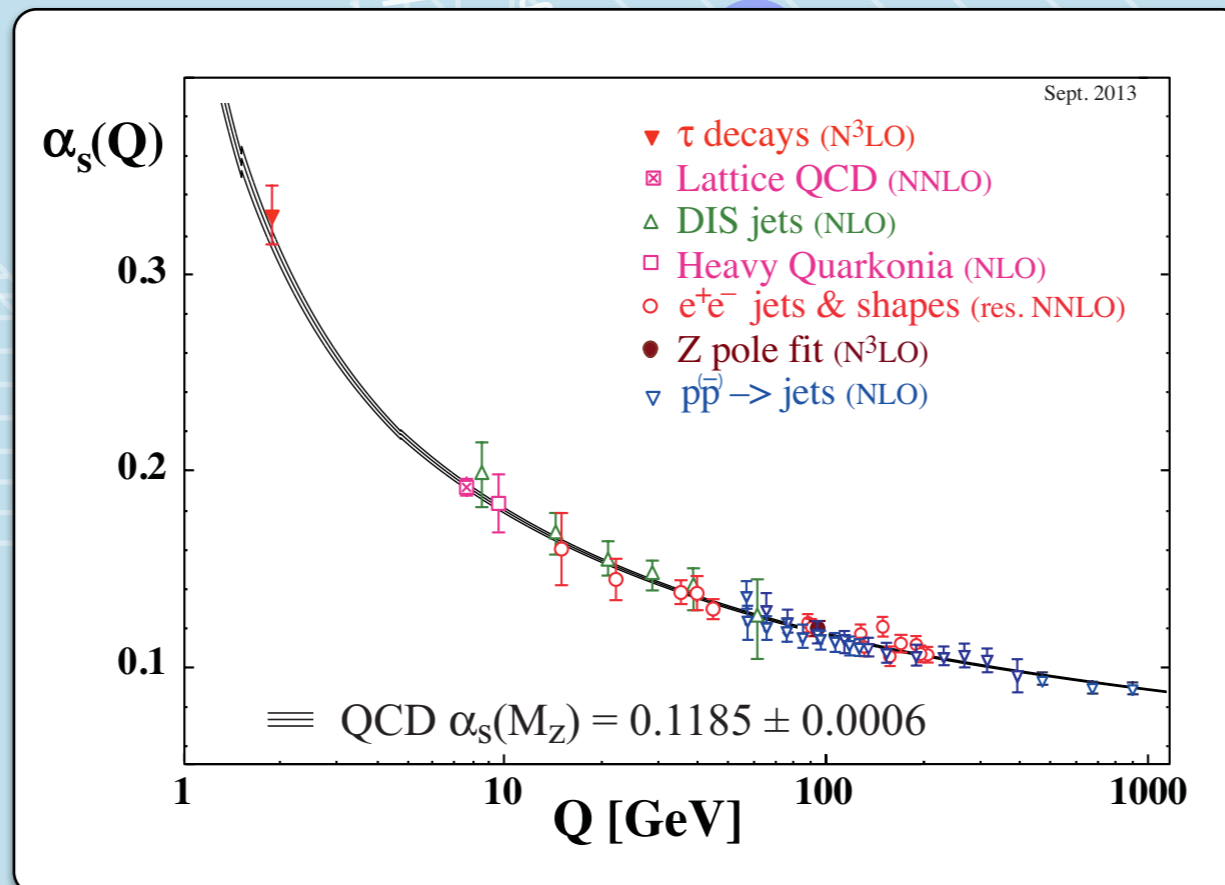 Sept. 2013
αs(Q)
τ decays (N³LO)
Lattice QCD (NNLO)
DIS jets (NLO)
Heavy Quarkonia (NLO)
e⁺e⁻ jets & shapes (res. NNLO)
Z pole fit (N³LO)
pp̄ –> jets (NLO)
0.3
0.2
0.1
QCD αs(Mz) = 0.1185 ± 0.0006
1 10 100 1000
Q [GeV]